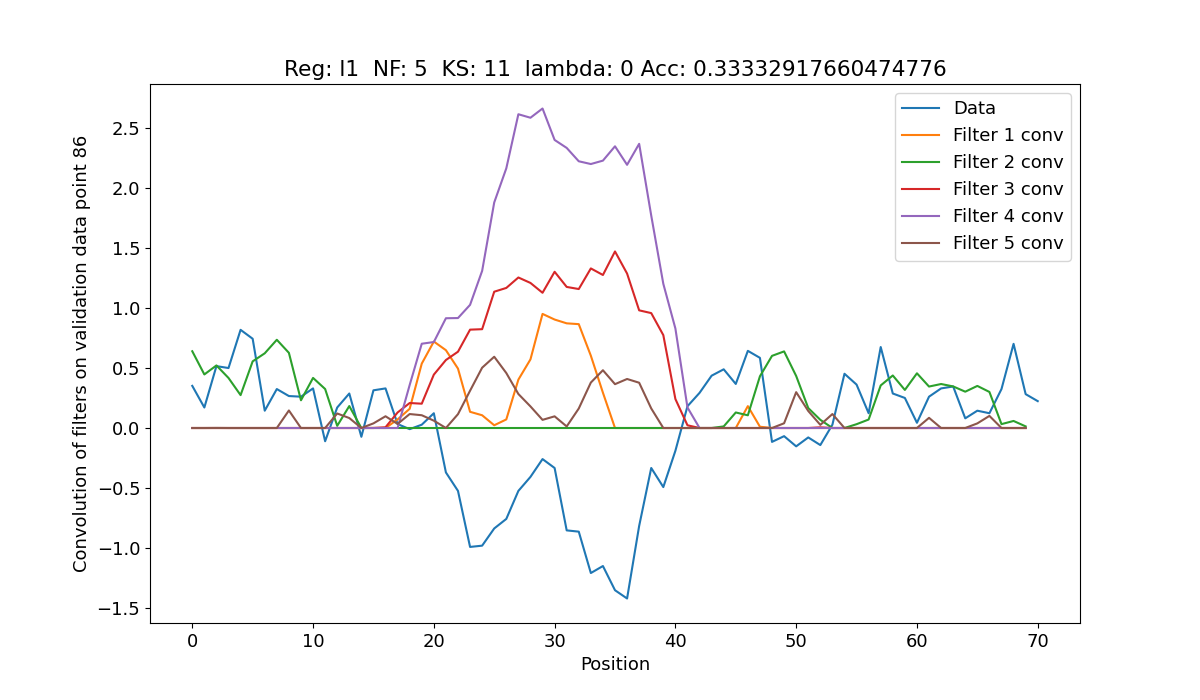 Reg: l1  NF: 5  KS: 11  lambda: 0 Acc: 0.33332917660474776
Convolution of filters on validation data point 86
2.5
2.0
1.5
1.0
0.5
0.0
−0.5
−1.0
−1.5
Data
Filter 1 conv
Filter 2 conv
Filter 3 conv
Filter 4 conv
Filter 5 conv
0 10 20 30 40 50 60 70
Position